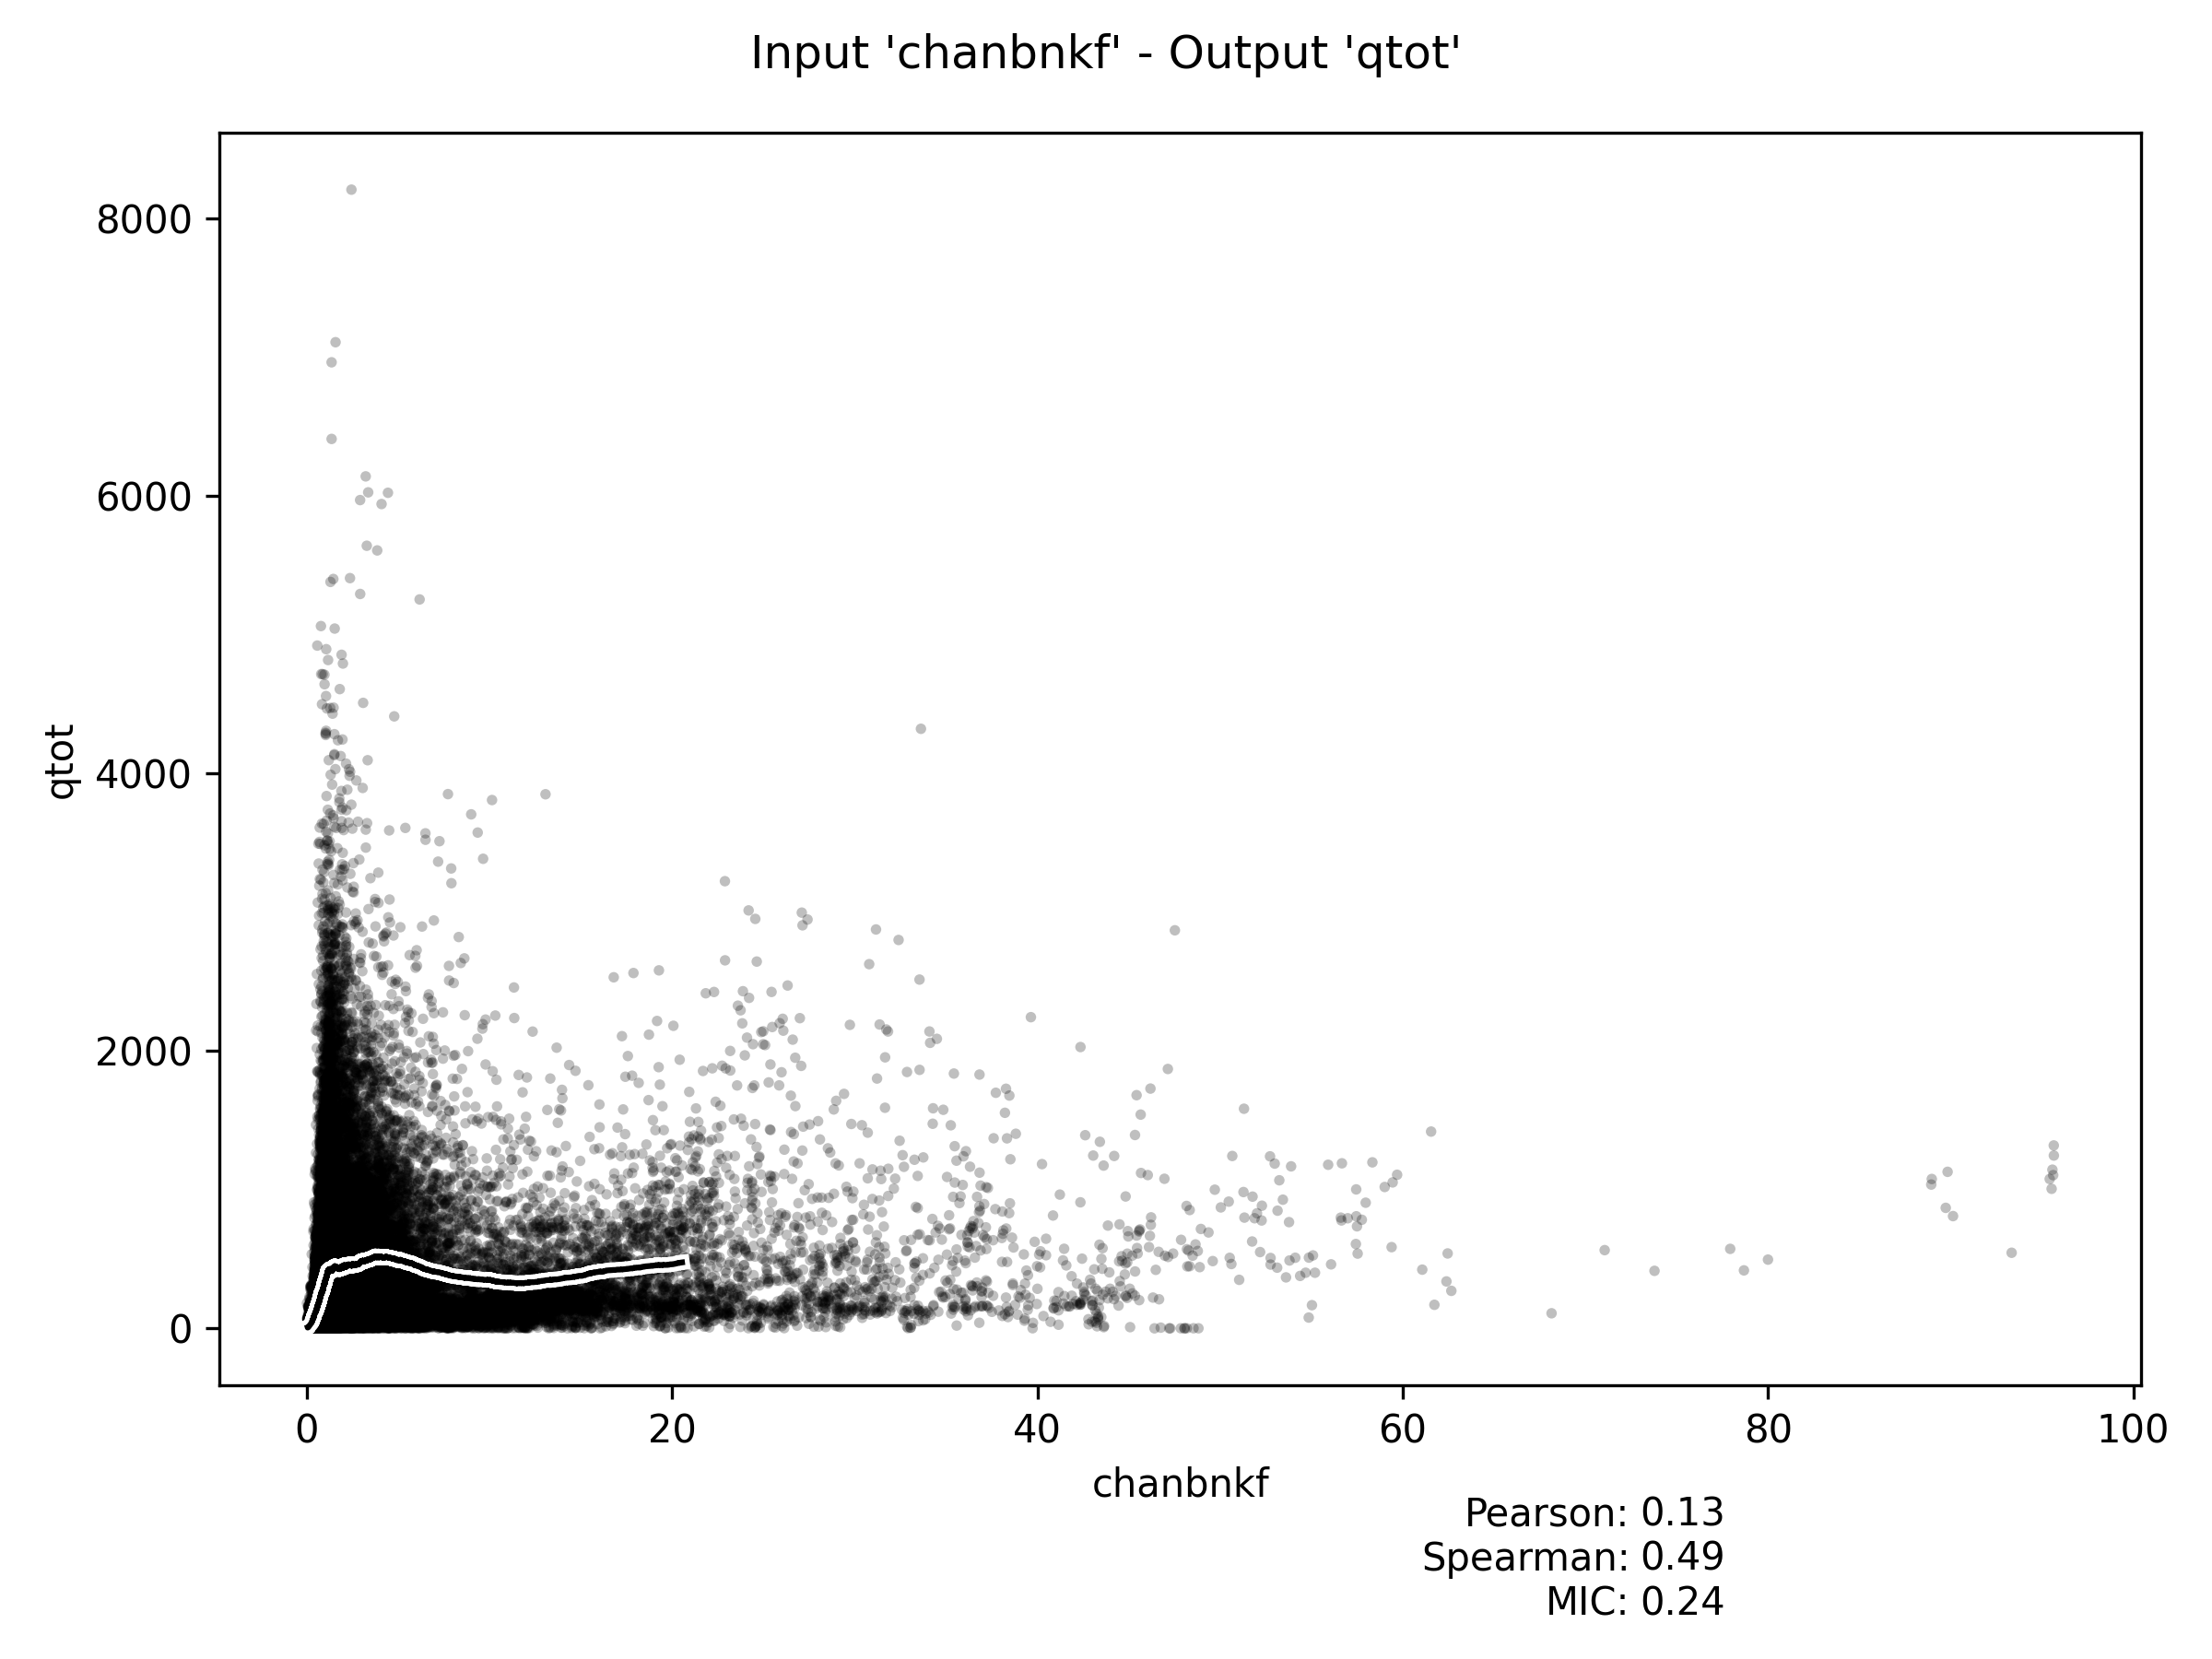 Input 'chanbnkf' - Output 'qtot'
8000
6000
4000
2000
0
qtot
0 20 40 60 80 100
chanbnkf
Pearson: 0.13
Spearman: 0.49
MIC: 0.24